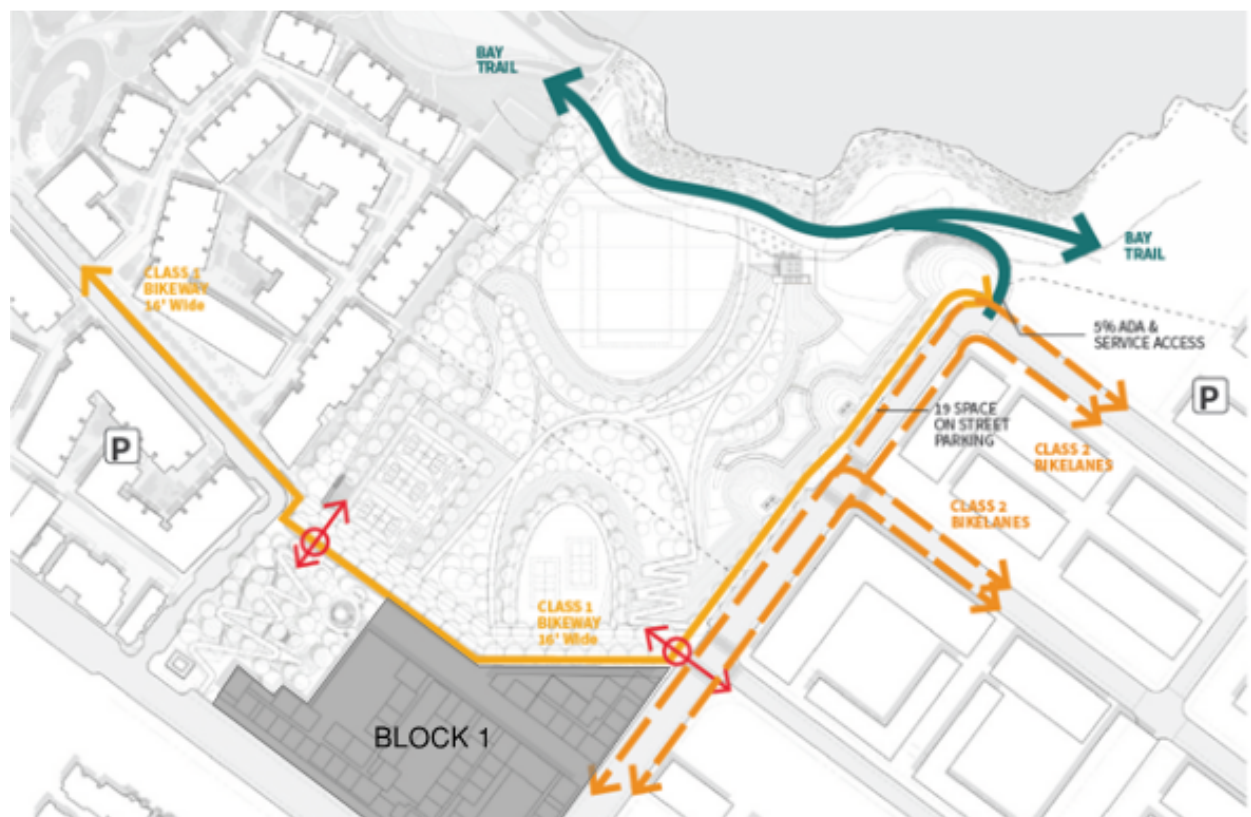 BAY
TRAIL
BAY
TRAIL
CLASS 1
BIKEWAY
16' Wide
5% ADA &
SERVICE ACCESS
P
19 SPACE
ON STREET
PARKING
P
CLASS 2
BIKELANES
CLASS 2
BIKELANES
CLASS 1
BIKEWAY
16' Wide
BLOCK 1